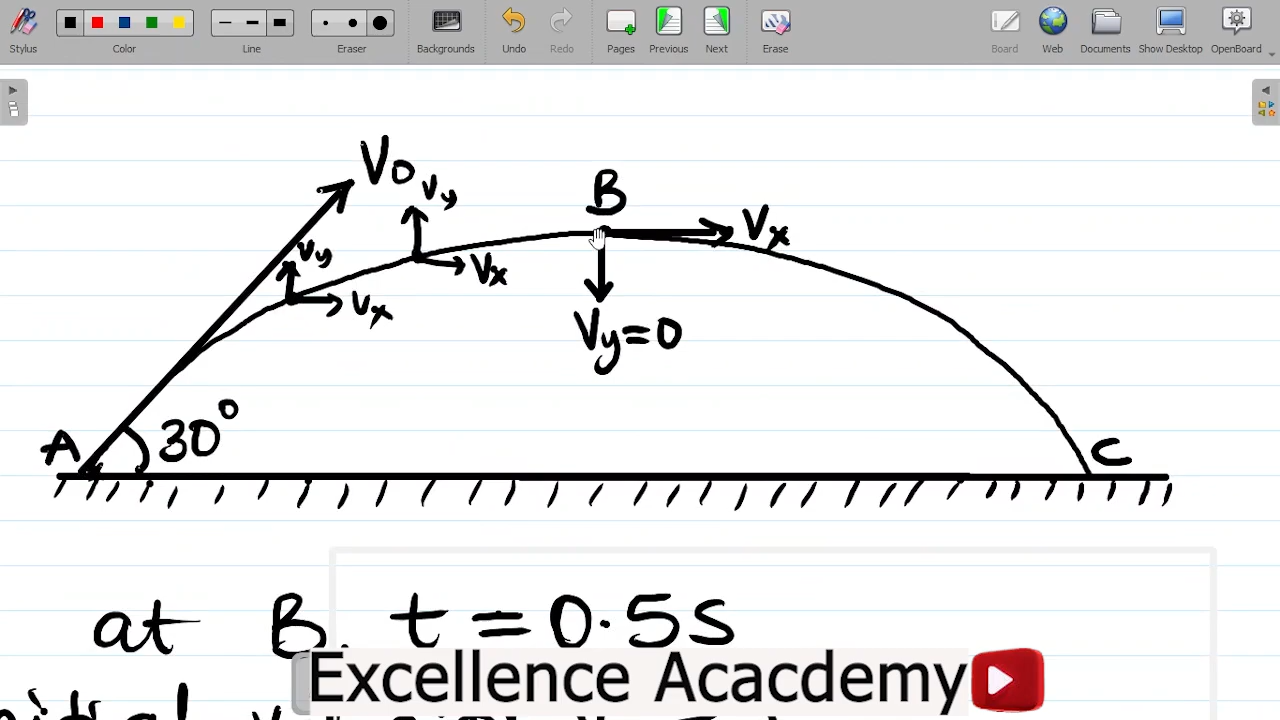 Stylus
Color
Line
Eraser
Backgrounds
Undo
Redo
Pages
Previous
Next
Erase
Board
Web
Documents
Show Desktop
OpenBoard
Vo
Vy
Vy
B
Vx
Vx
Vx
Vy=0
A
30°
C
at B, t = 0.5s
Excellence Acacdemy